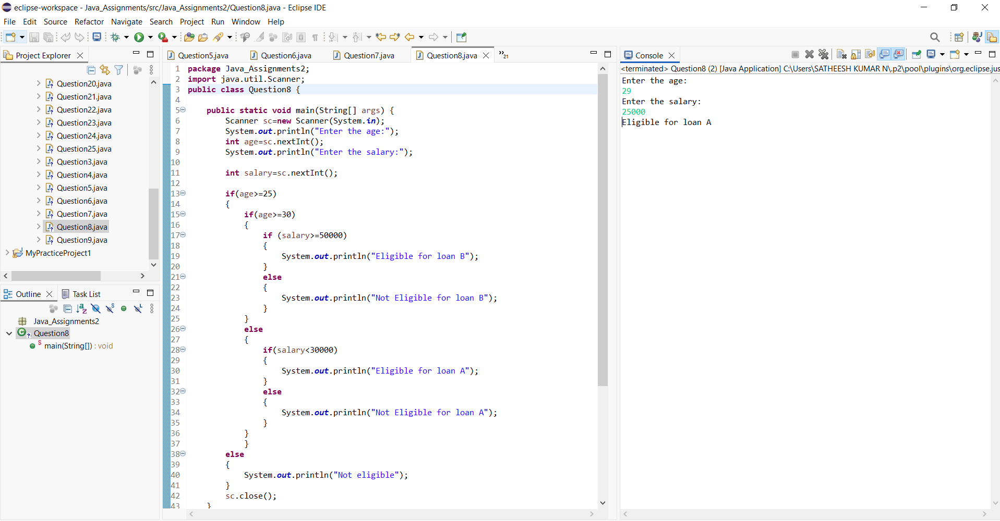 eclipse-workspace - Java_Assignments/src/Java_Assignments2/Question8.java - Eclipse IDE
File Edit Source Refactor Navigate Search Project Run Window Help
Project Explorer
Question20.java
Question21.java
Question22.java
Question23.java
Question24.java
Question25.java
Question3.java
Question4.java
Question5.java
Question6.java
Question7.java
Question8.java
Question9.java
MyPracticeProject1
Outline Task List
Java_Assignments2
Question8
main(String[]) : void
Question5.java Question6.java Question7.java Question8.java »21
1 package Java_Assignments2;
2 import java.util.Scanner;
3 public class Question8 {
4
5 public static void main(String[] args) {
6 Scanner sc=new Scanner(System.in);
7 System.out.println("Enter the age:");
8 int age=sc.nextInt();
9 System.out.println("Enter the salary:");
10
11 int salary=sc.nextInt();
12
13 if(age>=25)
14 {
15 if(age>=30)
16 {
17 if (salary>=50000)
18 {
19 System.out.println("Eligible for loan B");
20 }
21 else
22 {
23 System.out.println("Not Eligible for loan B");
24 }
25 }
26 else
27 {
28 if(salary<30000)
29 {
30 System.out.println("Eligible for loan A");
31 }
32 else
33 {
34 System.out.println("Not Eligible for loan A");
35 }
36 }
37 }
38 else
39 {
40 System.out.println("Not eligible");
41 }
42 sc.close();
43 }
Console
<terminated> Question8 (2) [Java Application] C:\Users\SATHEESH KUMAR N\.p2\pool\plugins\org.eclipse.jus
Enter the age:
29
Enter the salary:
25000
Eligible for loan A